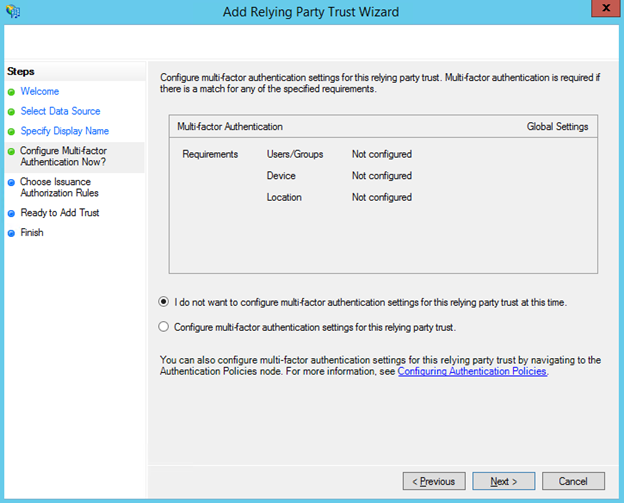 Add Relying Party Trust Wizard
x
Steps
Welcome
Select Data Source
Specify Display Name
Configure Multi-factor
Authentication Now?
Choose Issuance
Authorization Rules
Ready to Add Trust
Finish
Configure multi-factor authentication settings for this relying party trust. Multi-factor authentication is required if
there is a match for any of the specified requirements.
Multi-factor Authentication Global Settings
Requirements Users/Groups Not configured
Device Not configured
Location Not configured
I do not want to configure multi-factor authentication settings for this relying party trust at this time.
Configure multi-factor authentication settings for this relying party trust.
You can also configure multi-factor authentication settings for this relying party trust by navigating to the
Authentication Policies node. For more information, see Configuring Authentication Policies.
< Previous Next > Cancel